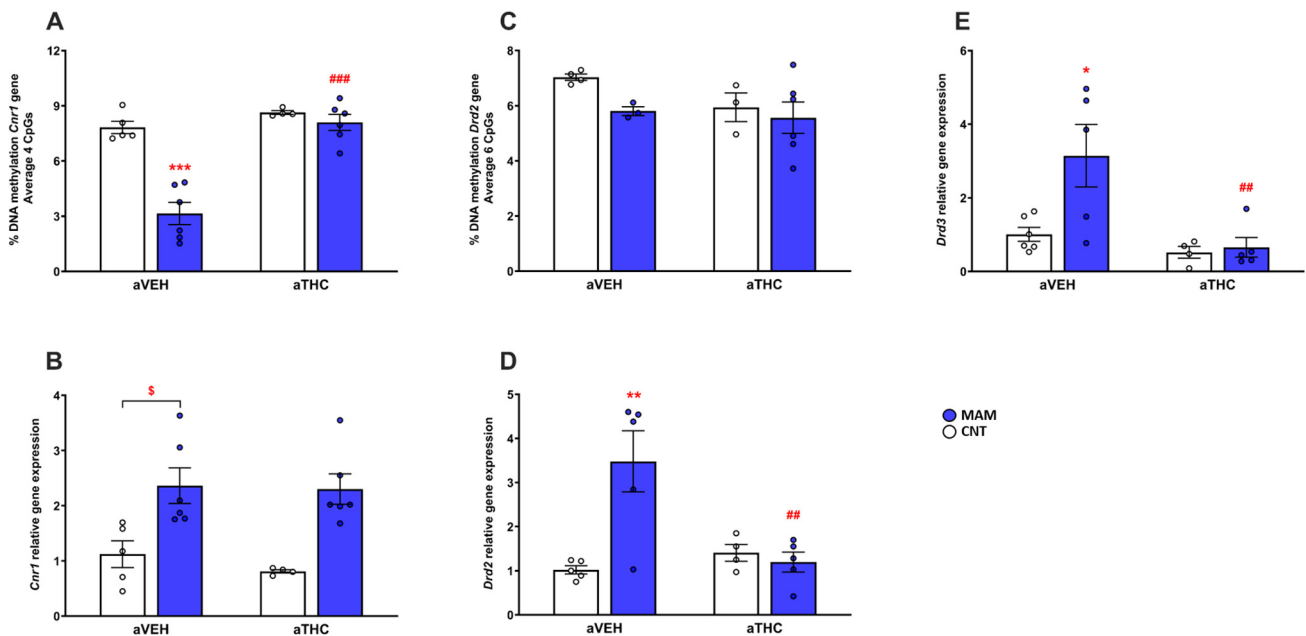 A
% DNA methylation Cnr1 gene
Average 4 CpGs
12
9
6
3
0
***
###
aVEH
aTHC
C
% DNA methylation Drd2 gene
Average 6 CpGs
8
6
4
2
0
aVEH
aTHC
E
Drd3 relative gene expression
6
4
2
0
*
##
aVEH
aTHC
B
Cnr1 relative gene expression
4
3
2
1
0
$
aVEH
aTHC
D
Drd2 relative gene expression
5
4
3
2
1
0
**
##
aVEH
aTHC
MAM
CNT